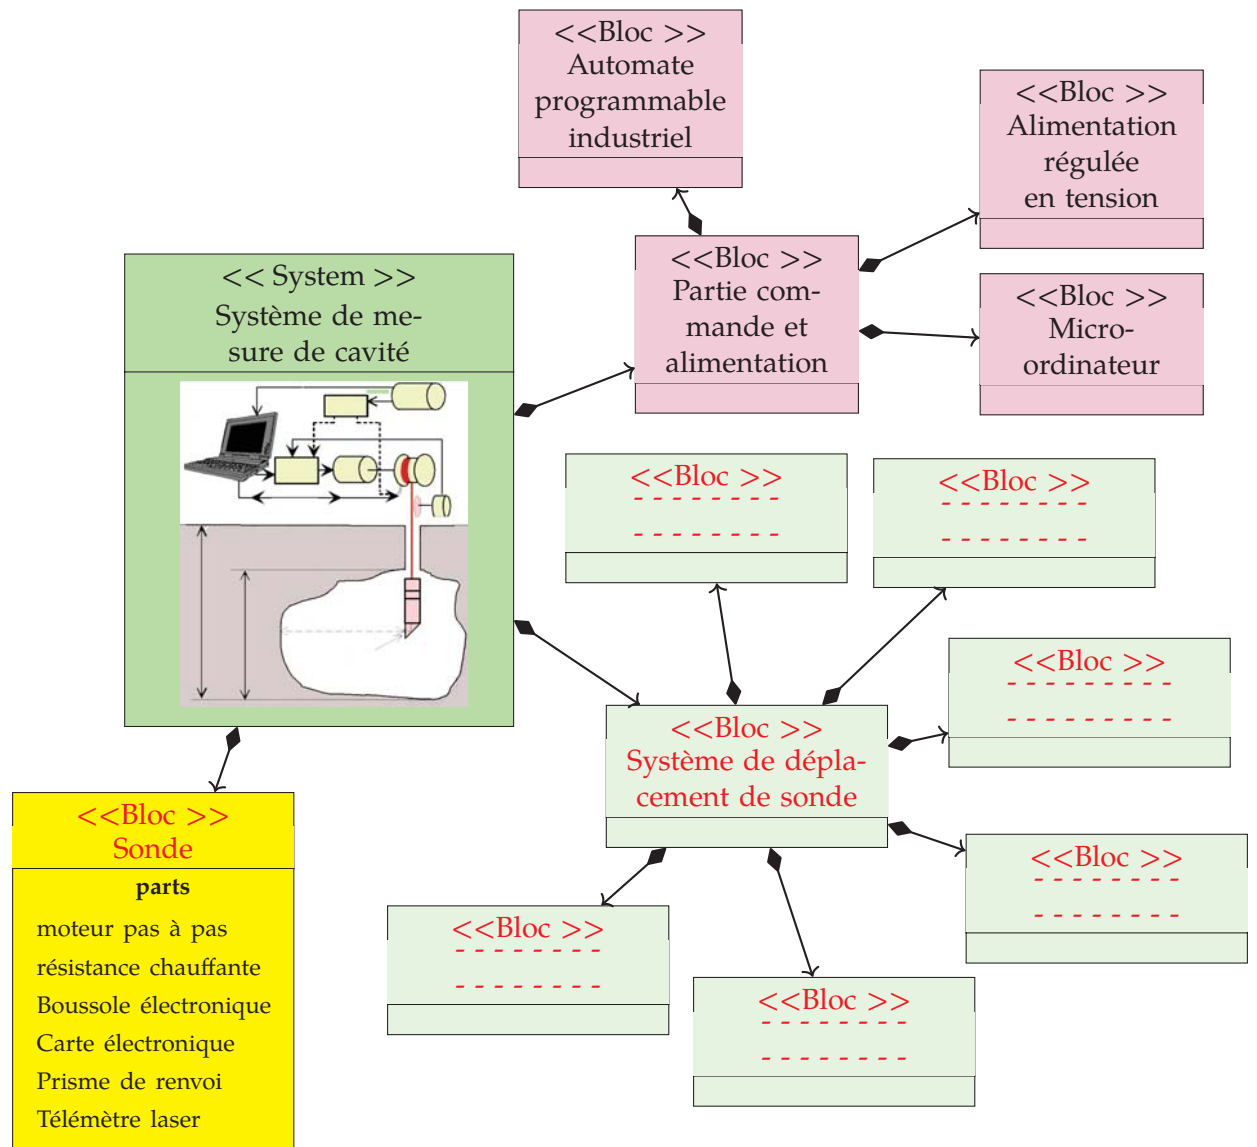 <<Bloc >>
Automate
programmable
industriel
<<Bloc >>
Alimentation
régulée
en tension
<< System >>
Système de me-
sure de cavité
<<Bloc >>
Partie com-
mande et
alimentation
<<Bloc >>
Micro-
ordinateur
<<Bloc >>
- - - - - - - -
- - - - - - - -
<<Bloc >>
- - - - - - - -
- - - - - - - -
<<Bloc >>
- - - - - - - - -
- - - - - - - - -
<<Bloc >>
Système de dépla-
cement de sonde
<<Bloc >>
- - - - - - - -
- - - - - - - -
<<Bloc >>
- - - - - - - -
- - - - - - - -
<<Bloc >>
- - - - - - - -
- - - - - - - -
<<Bloc >>
Sonde
parts
moteur pas à pas
résistance chauffante
Boussole électronique
Carte électronique
Prisme de renvoi
Télémètre laser